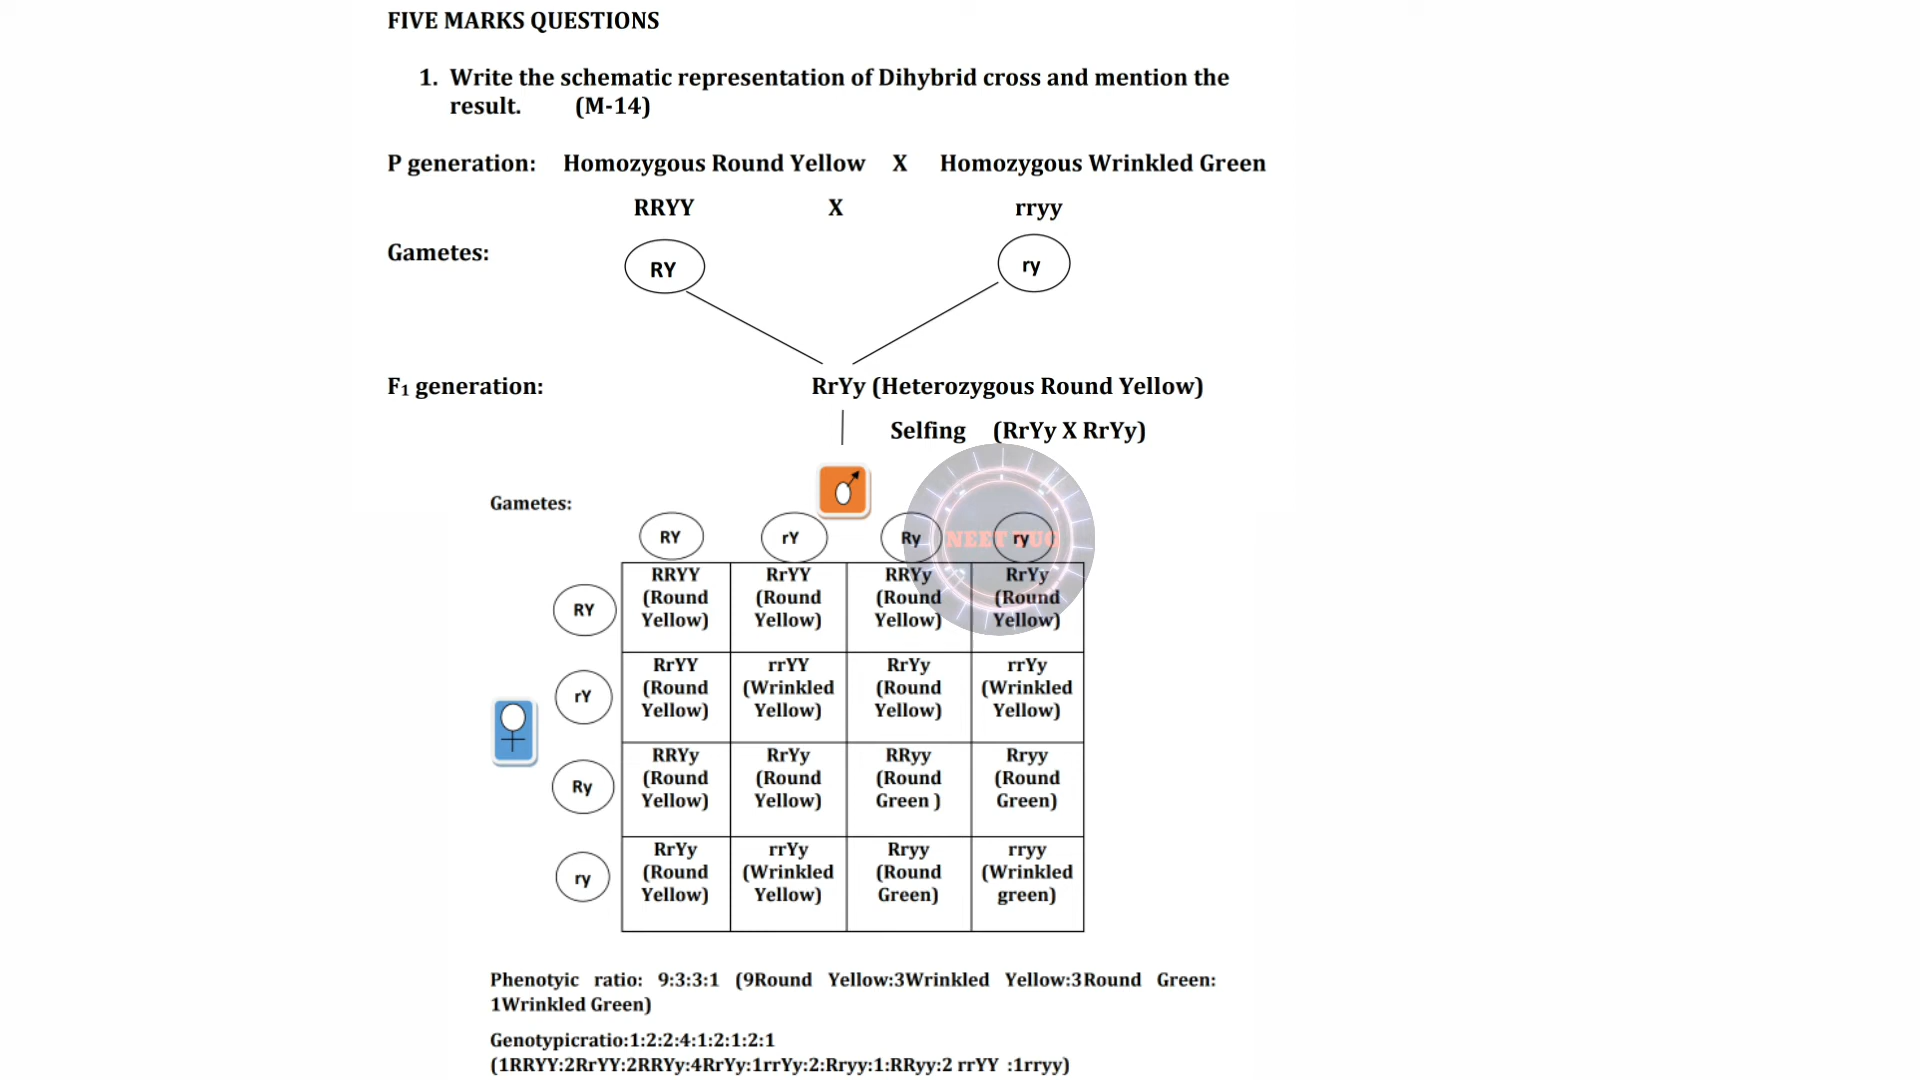 FIVE MARKS QUESTIONS
1. Write the schematic representation of Dihybrid cross and mention the
result. (M-14)
P generation: Homozygous Round Yellow X Homozygous Wrinkled Green
RRYY X rryy
Gametes:
RY ry
F1 generation: RrYy (Heterozygous Round Yellow)
Selfing (RrYy X RrYy)
Gametes:
RY rY Ry ry
NEET YUG
RRYY RrYY RRYy RrYy
(Round (Round (Round (Round
RY
Yellow) Yellow) Yellow) Yellow)
RrYY rrYY RrYy rrYy
(Round (Wrinkled (Round (Wrinkled
rY
Yellow) Yellow) Yellow) Yellow)
RRYy RrYy RRyy Rryy
(Round (Round (Round (Round
Ry
Yellow) Yellow) Green ) Green)
RrYy rrYy Rryy rryy
(Round (Wrinkled (Round (Wrinkled
ry
Yellow) Yellow) Green) green)
Phenotyic ratio: 9:3:3:1 (9Round Yellow:3Wrinkled Yellow:3Round Green:
1Wrinkled Green)
Genotypicratio:1:2:2:4:1:2:1:2:1
(1RRYY:2RrYY:2RRYy:4RrYy:1rrYy:2:Rryy:1:RRyy:2 rrYY :1rryy)